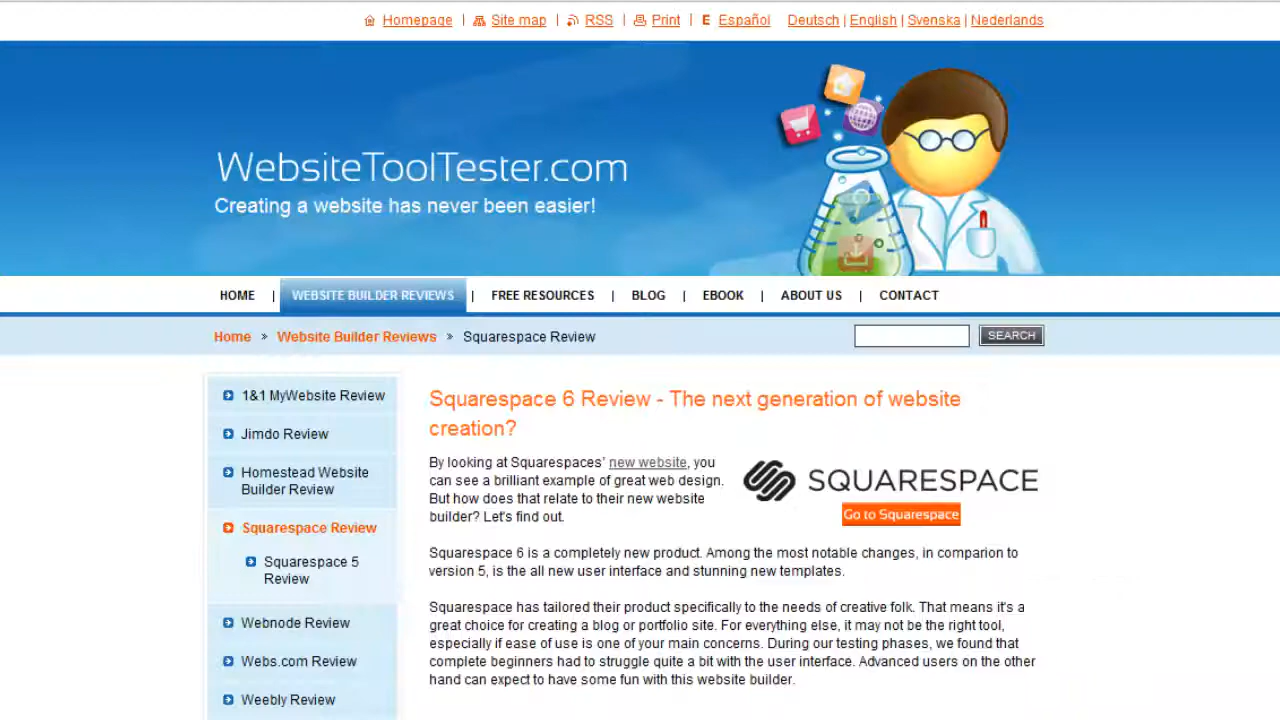 Homepage | Site map | RSS | Print | E Español Deutsch | English | Svenska | Nederlands
WebsiteToolTester.com
Creating a website has never been easier!
HOME | WEBSITE BUILDER REVIEWS | FREE RESOURCES | BLOG | EBOOK | ABOUT US | CONTACT
Home » Website Builder Reviews » Squarespace Review
SEARCH
1&1 MyWebsite Review
Jimdo Review
Homestead Website
Builder Review
Squarespace Review
Squarespace 5
Review
Webnode Review
Webs.com Review
Weebly Review
Squarespace 6 Review - The next generation of website
creation?
By looking at Squarespaces' new website, you
can see a brilliant example of great web design.
But how does that relate to their new website
builder? Let's find out.
SQUARESPACE
Go to Squarespace
Squarespace 6 is a completely new product. Among the most notable changes, in comparion to
version 5, is the all new user interface and stunning new templates.
Squarespace has tailored their product specifically to the needs of creative folk. That means it's a
great choice for creating a blog or portfolio site. For everything else, it may not be the right tool,
especially if ease of use is one of your main concerns. During our testing phases, we found that
complete beginners had to struggle quite a bit with the user interface. Advanced users on the other
hand can expect to have some fun with this website builder.